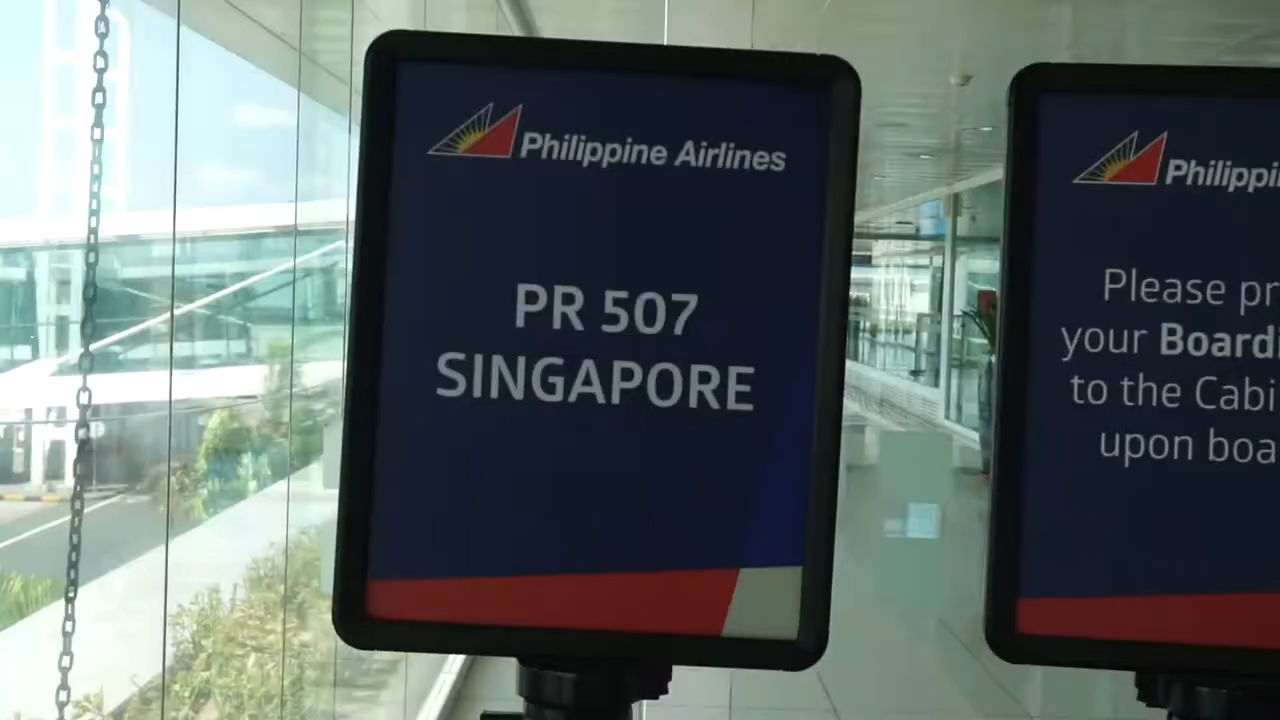 Philippine Airlines
PR 507
SINGAPORE
Please
your
to the
upon